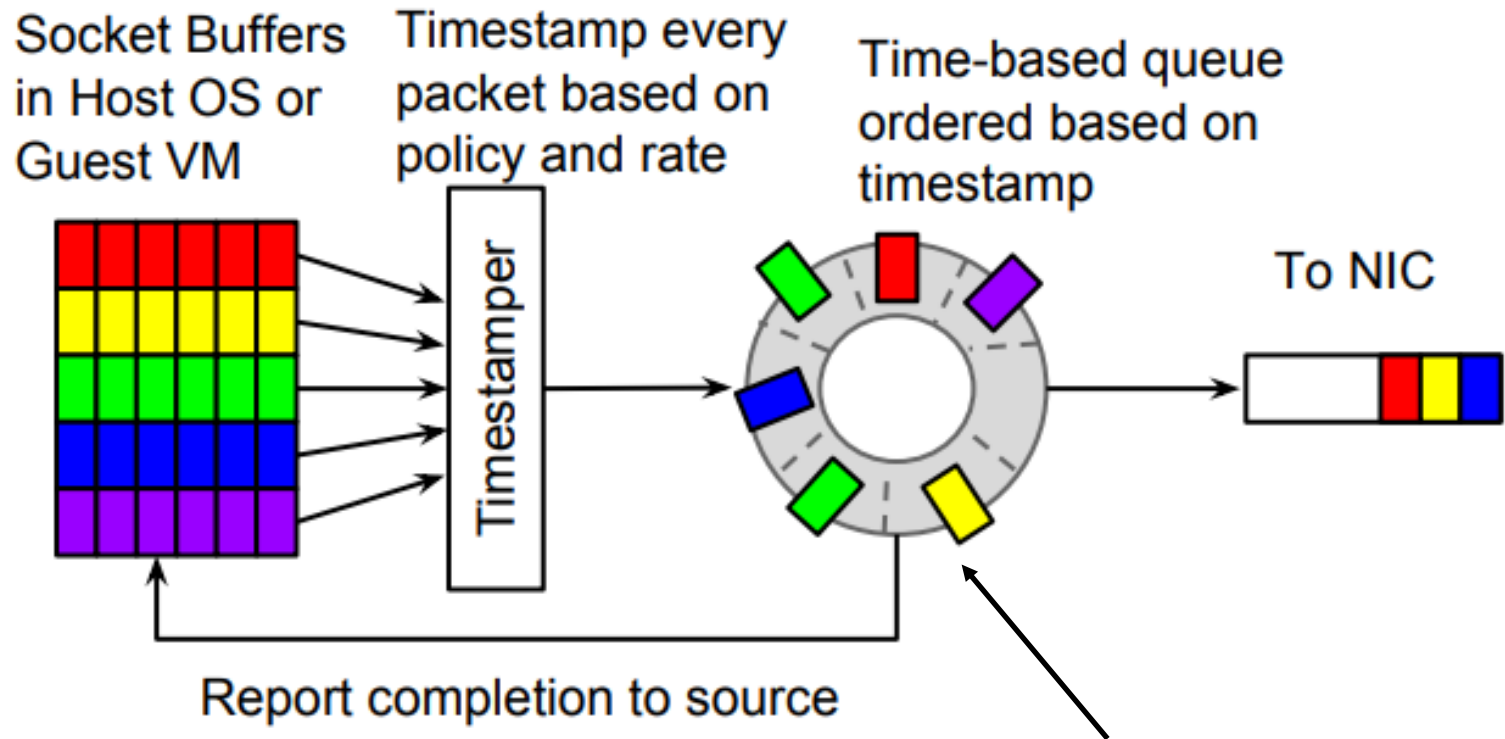 Socket Buffers
in Host OS or
Guest VM
Timestamp every
packet based on
policy and rate
Time-based queue
ordered based on
timestamp
To NIC
Timestamper
Report completion to source